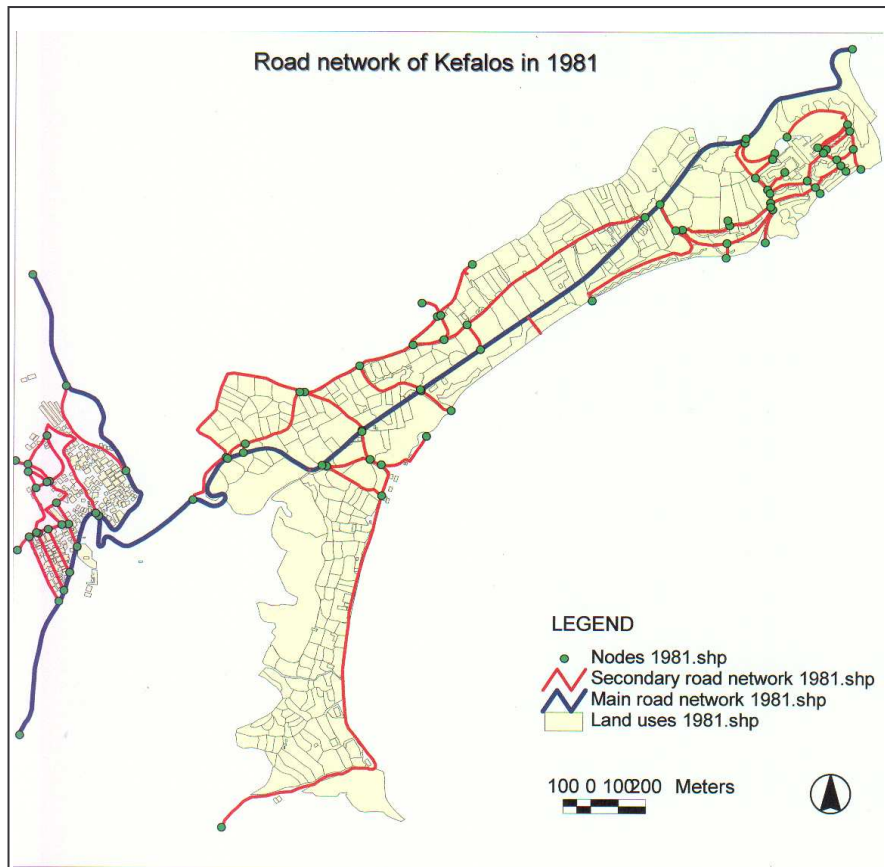 Road network of Kefalos in 1981
LEGEND
Nodes 1981.shp
Secondary road network 1981.shp
Main road network 1981.shp
Land uses 1981.shp
100 0 100200 Meters